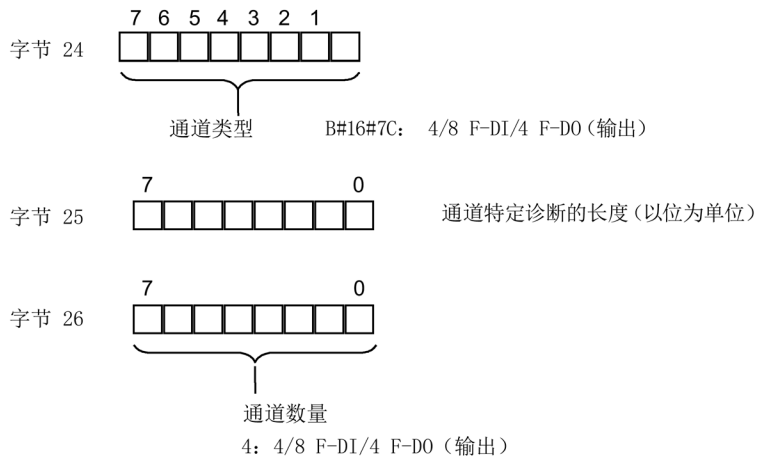 7 6 5 4 3 2 1
字节 24
通道类型 B#16#7C: 4/8 F-DI/4 F-DO(输出)
7 0
字节 25 通道特定诊断的长度(以位为单位)
7 0
字节 26
通道数量
4: 4/8 F-DI/4 F-DO (输出)